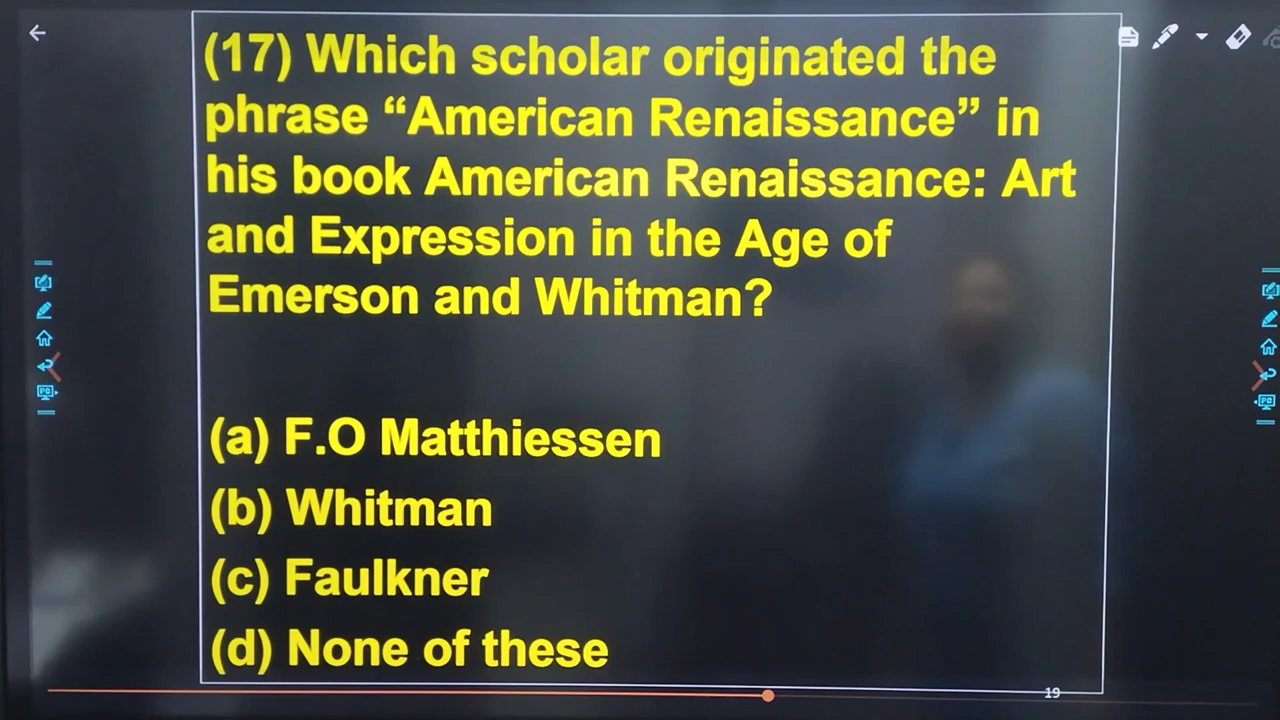 (17) Which scholar originated the
phrase “American Renaissance” in
his book American Renaissance: Art
and Expression in the Age of
Emerson and Whitman?
(a) F.O Matthiessen
(b) Whitman
(c) Faulkner
(d) None of these
19